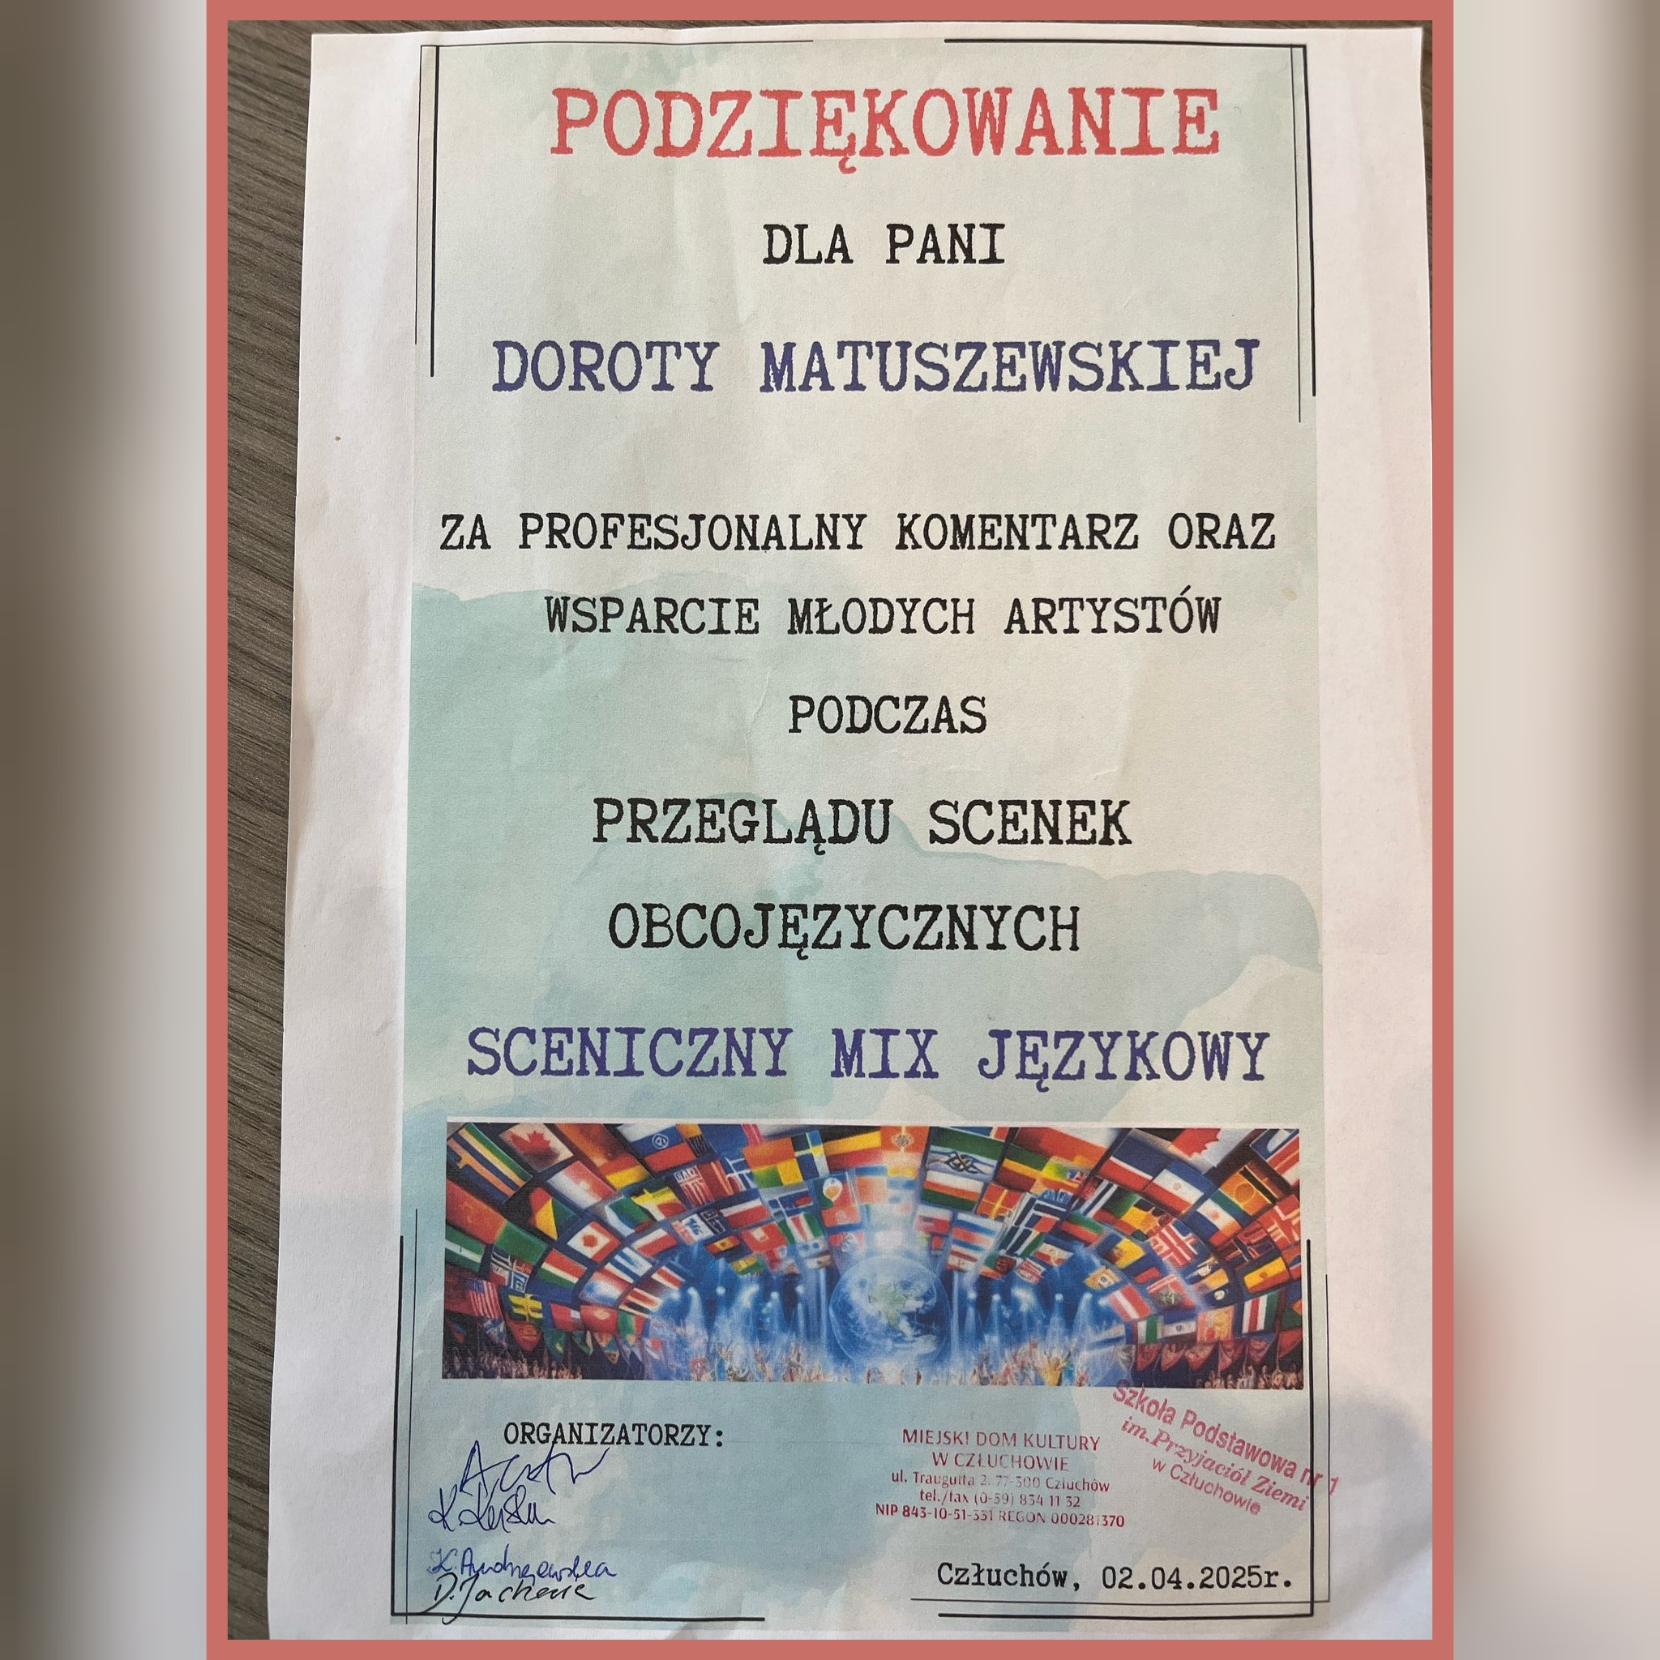 PODZIĘKOWANIE
DLA PANI
DOROTY MATUSZEWSKIEJ
ZA PROFESJONALNY KOMENTARZ ORAZ
WSPARCIE MŁODYCH ARTYSTÓW
PODCZAS
PRZEGLĄDU SCENEK
OBCOJĘZYCZNYCH
SCENICZNY MIX JĘZYKOWY
ORGANIZATORZY:
MIEJSKI DOM KULTURY
W CZŁUCHOWIE
ul. Traugutta 2, 77-300 Człuchów
tel./fax (0-59) 834 11 32
NIP 843-10-51-331 REGON 000281370
Szkoła Podstawowa nr 1
im. Przyjaciół Ziemi
w Człuchowie
K. Andrzejewska
Człuchów, 02.04.2025r.